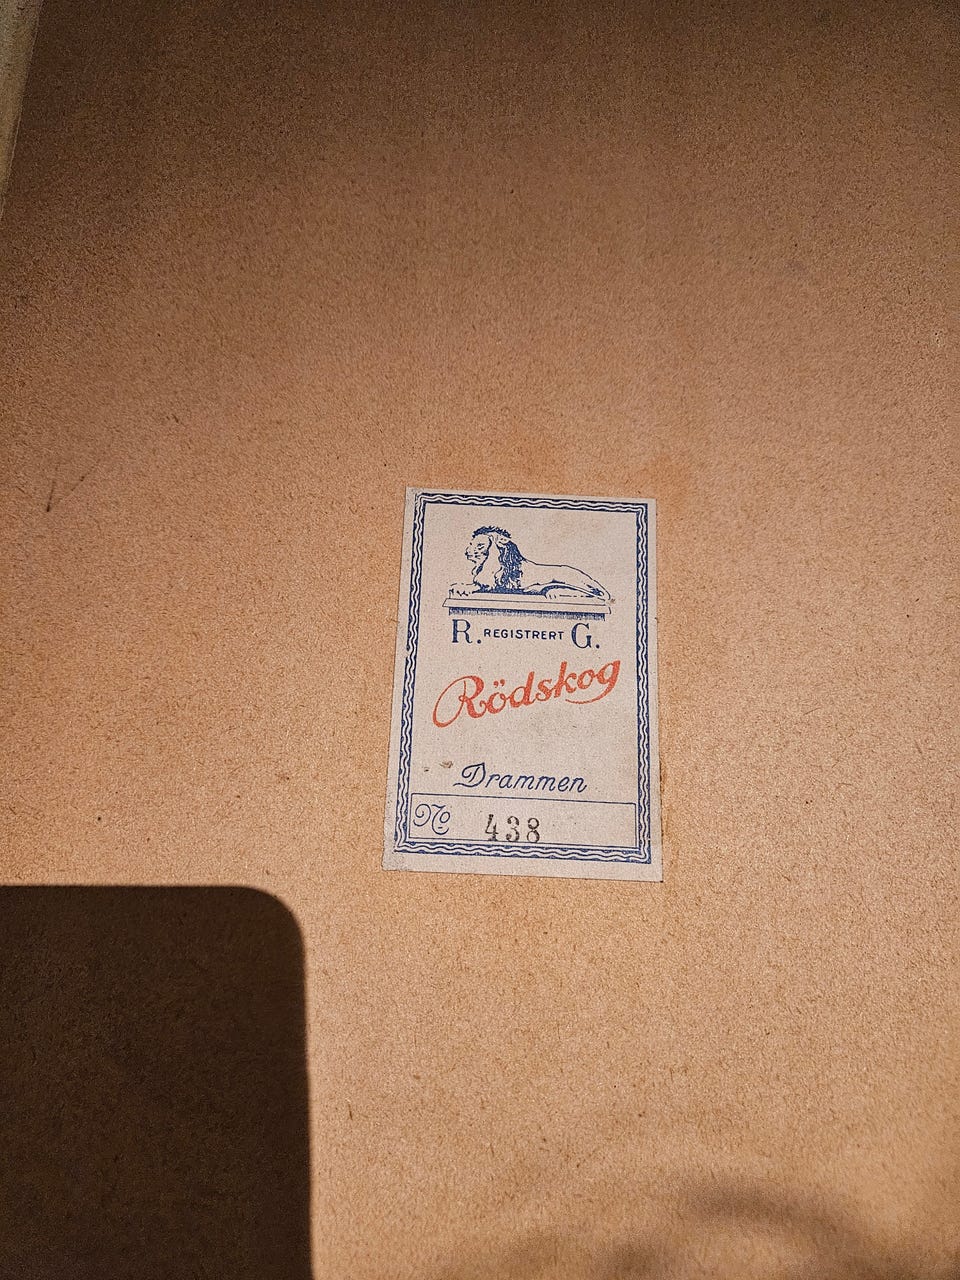 R. REGISTRERT G.
Rödskog
Drammen
No 438